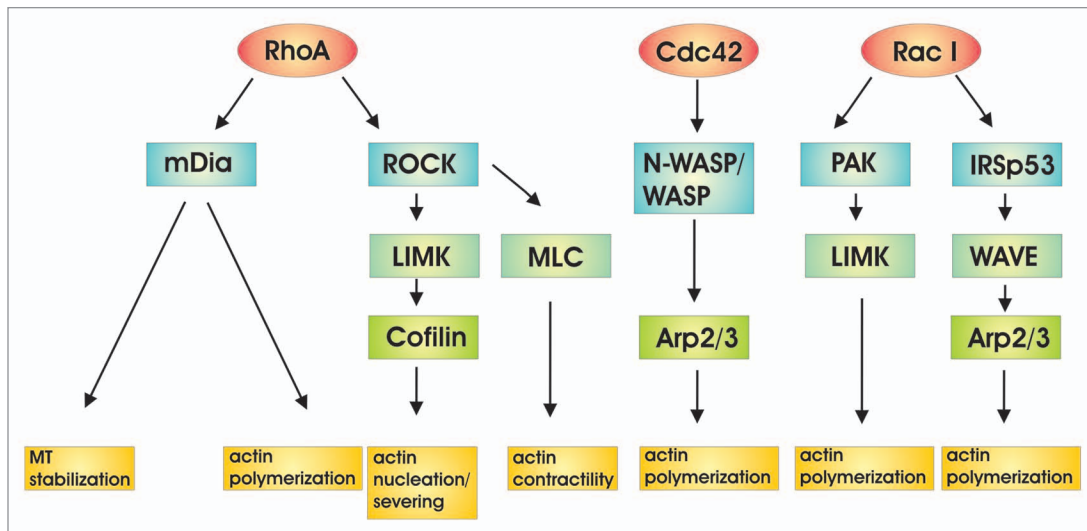 RhoA
Cdc42
Rac I
mDia
ROCK
N-WASP/
WASP
PAK
IRSp53
LIMK
MLC
LIMK
WAVE
Cofilin
Arp2/3
Arp2/3
MT
stabilization
actin
polymerization
actin
nucleation/
severing
actin
contractility
actin
polymerization
actin
polymerization
actin
polymerization